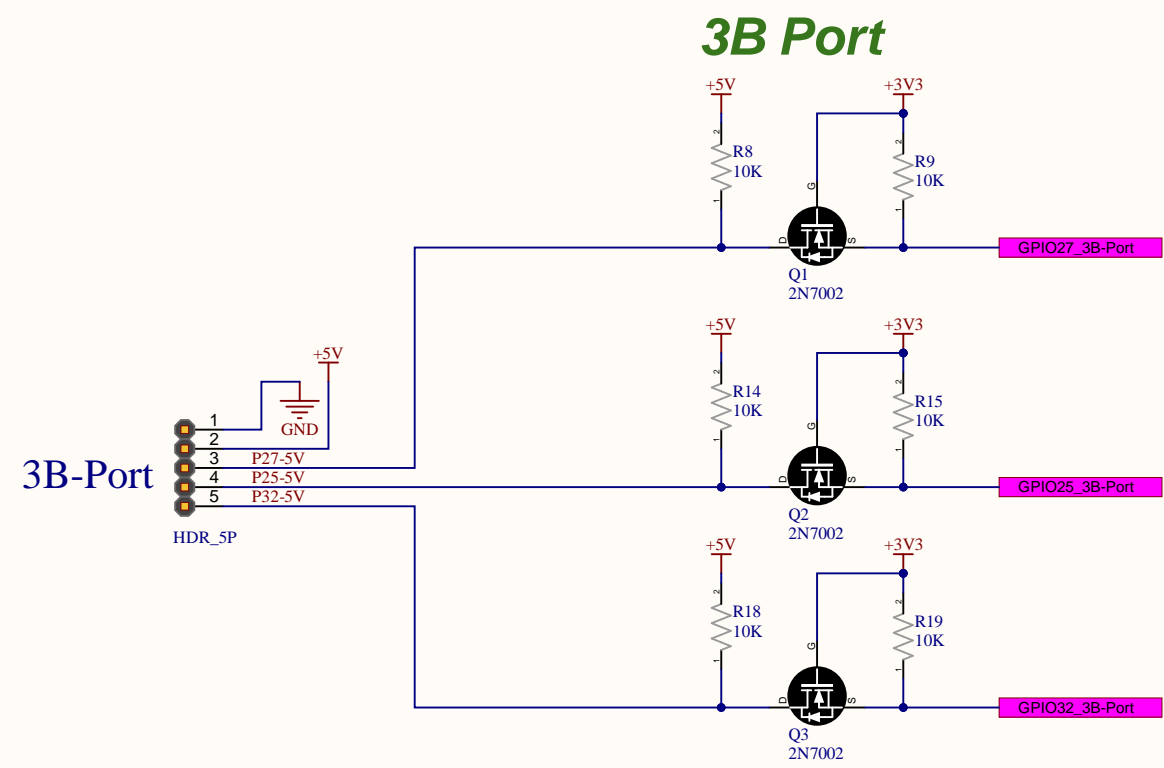 3B Port
+5V
+3V3
2
R8
10K
1
2
R9
10K
1
G
D
S
Q1
2N7002
GPIO27_3B-Port
+5V
+3V3
2
R14
10K
1
2
R15
10K
1
G
D
S
Q2
2N7002
GPIO25_3B-Port
+5V
GND
3B-Port
1
2
3
4
5
P27-5V
P25-5V
P32-5V
HDR_5P
+5V
+3V3
2
R18
10K
1
2
R19
10K
1
G
D
S
Q3
2N7002
GPIO32_3B-Port